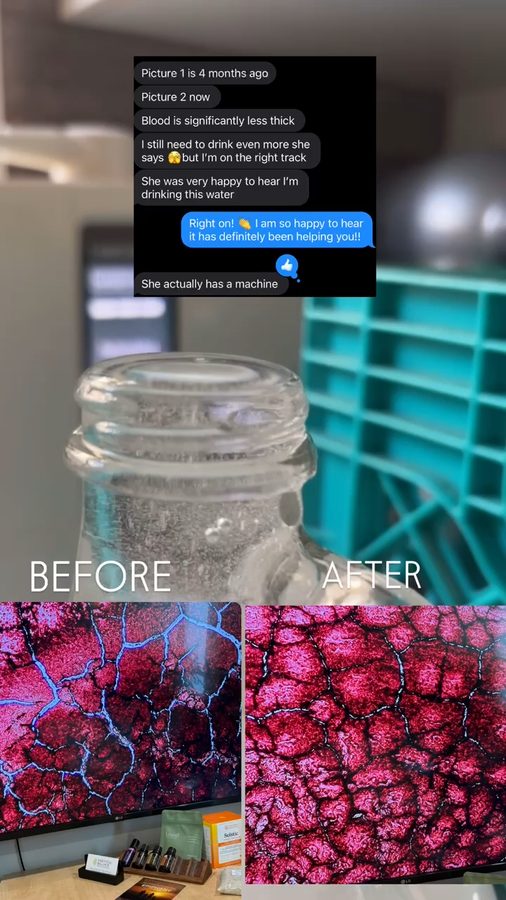 Picture 1 is 4 months ago
Picture 2 now
Blood is significantly less thick
I still need to drink even more she
says 🫣but I'm on the right track
She was very happy to hear I'm
drinking this water
Right on! 👏 I am so happy to hear
it has definitely been helping you!!
She actually has a machine
BEFORE
AFTER
LG
Solstic
LG